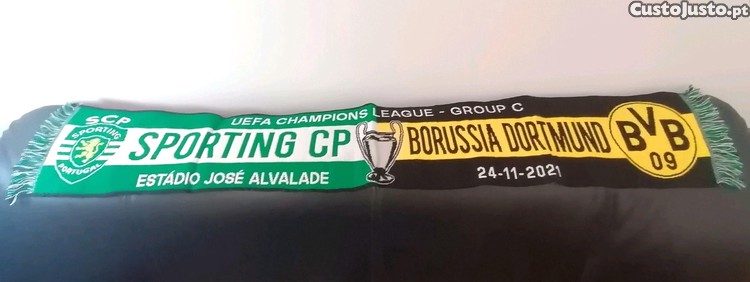 CustoJusto.pt
UEFA CHAMPIONS LEAGUE - GROUP C
SCP
SPORTING
PORTUGAL
SPORTING CP
BORUSSIA DORTMUND
BVB
09
ESTÁDIO JOSÉ ALVALADE
24-11-2021